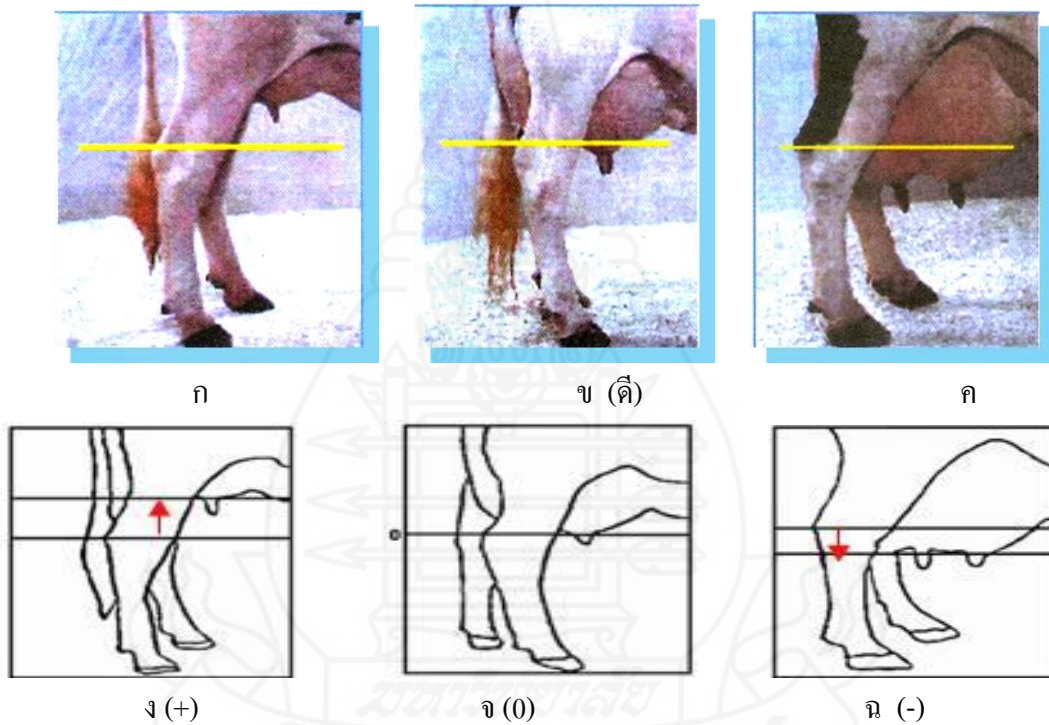 ก ข (ดี) ค
ง (+) จ (0) ฉ (-)